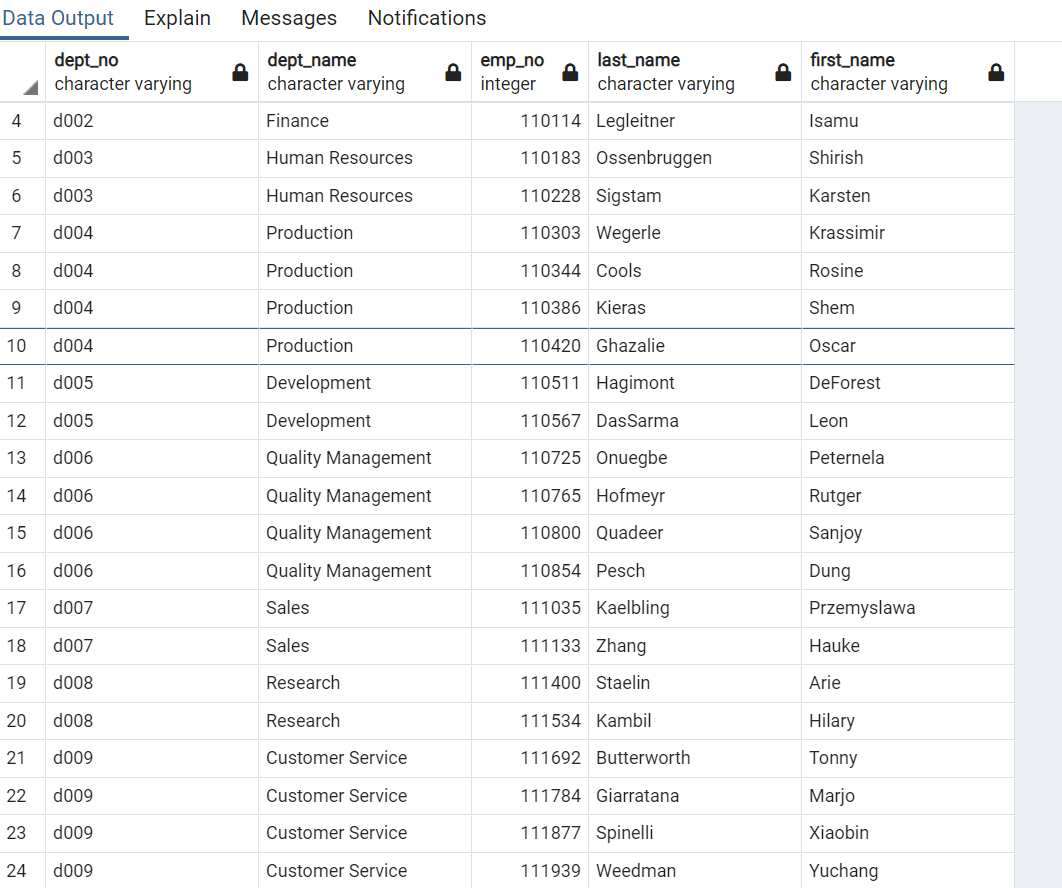 Data Output Explain Messages Notifications
dept_no dept_name emp_no last_name first_name
character varying character varying integer character varying character varying
4 d002 Finance 110114 Legleitner Isamu
5 d003 Human Resources 110183 Ossenbruggen Shirish
6 d003 Human Resources 110228 Sigstam Karsten
7 d004 Production 110303 Wegerle Krassimir
8 d004 Production 110344 Cools Rosine
9 d004 Production 110386 Kieras Shem
10 d004 Production 110420 Ghazalie Oscar
11 d005 Development 110511 Hagimont DeForest
12 d005 Development 110567 DasSarma Leon
13 d006 Quality Management 110725 Onuegbe Peternela
14 d006 Quality Management 110765 Hofmeyr Rutger
15 d006 Quality Management 110800 Quadeer Sanjoy
16 d006 Quality Management 110854 Pesch Dung
17 d007 Sales 111035 Kaelbling Przemyslawa
18 d007 Sales 111133 Zhang Hauke
19 d008 Research 111400 Staelin Arie
20 d008 Research 111534 Kambil Hilary
21 d009 Customer Service 111692 Butterworth Tonny
22 d009 Customer Service 111784 Giarratana Marjo
23 d009 Customer Service 111877 Spinelli Xiaobin
24 d009 Customer Service 111939 Weedman Yuchang